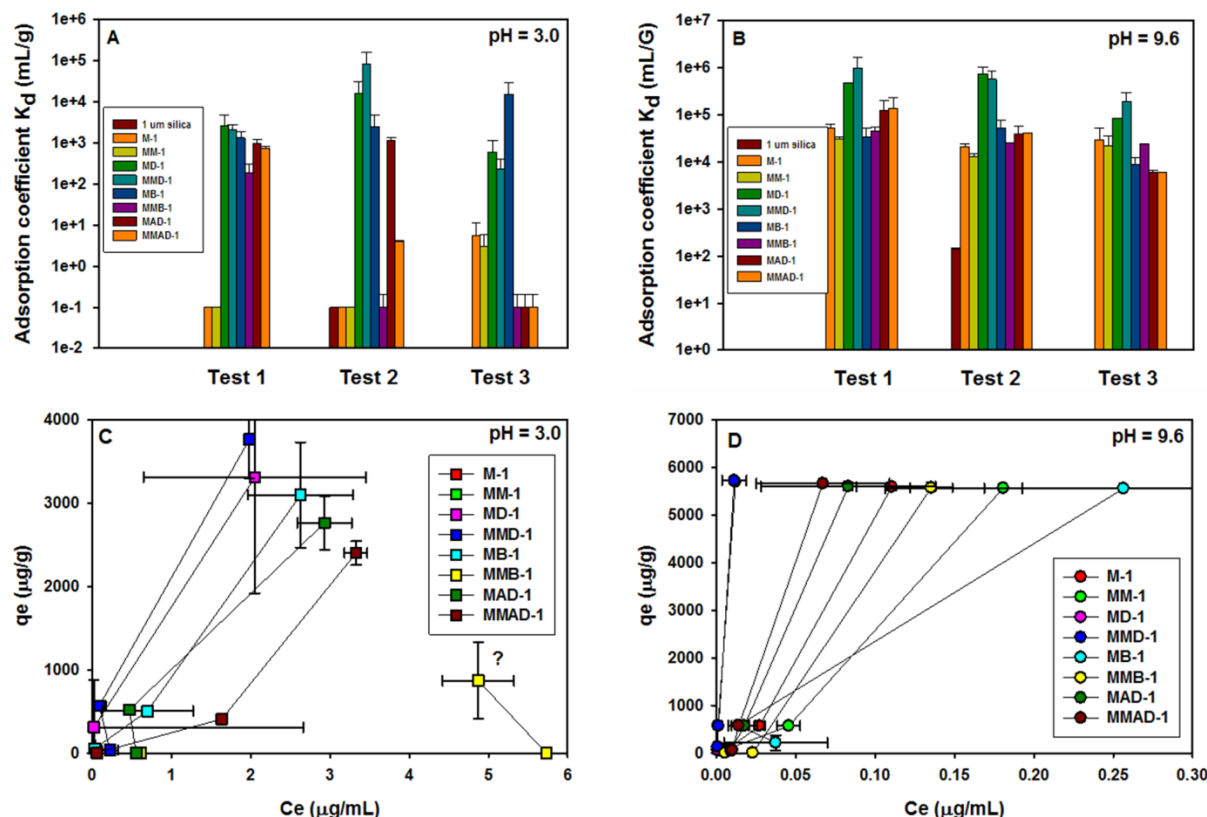 A
pH = 3.0
Adsorption coefficient Kd (mL/g)
1e+6
1e+5
1e+4
1e+3
1e+2
1e+1
1e+0
1e-1
1e-2
1 um silica
M-1
MM-1
MD-1
MMD-1
MB-1
MMB-1
MAD-1
MMAD-1
Test 1
Test 2
Test 3
B
pH = 9.6
Adsorption coefficient Kd (mL/G)
1e+7
1e+6
1e+5
1e+4
1e+3
1e+2
1e+1
1e+0
1 um silica
M-1
MM-1
MD-1
MMD-1
MB-1
MMB-1
MAD-1
MMAD-1
Test 1
Test 2
Test 3
C
pH = 3.0
qe (µg/g)
4000
3000
2000
1000
0
M-1
MM-1
MD-1
MMD-1
MB-1
MMB-1
MAD-1
MMAD-1
?
0
1
2
3
4
5
6
Ce (µg/mL)
D
pH = 9.6
qe (µg/g)
7000
6000
5000
4000
3000
2000
1000
0
M-1
MM-1
MD-1
MMD-1
MB-1
MMB-1
MAD-1
MMAD-1
0.00
0.05
0.10
0.15
0.20
0.25
0.30
Ce (µg/mL)